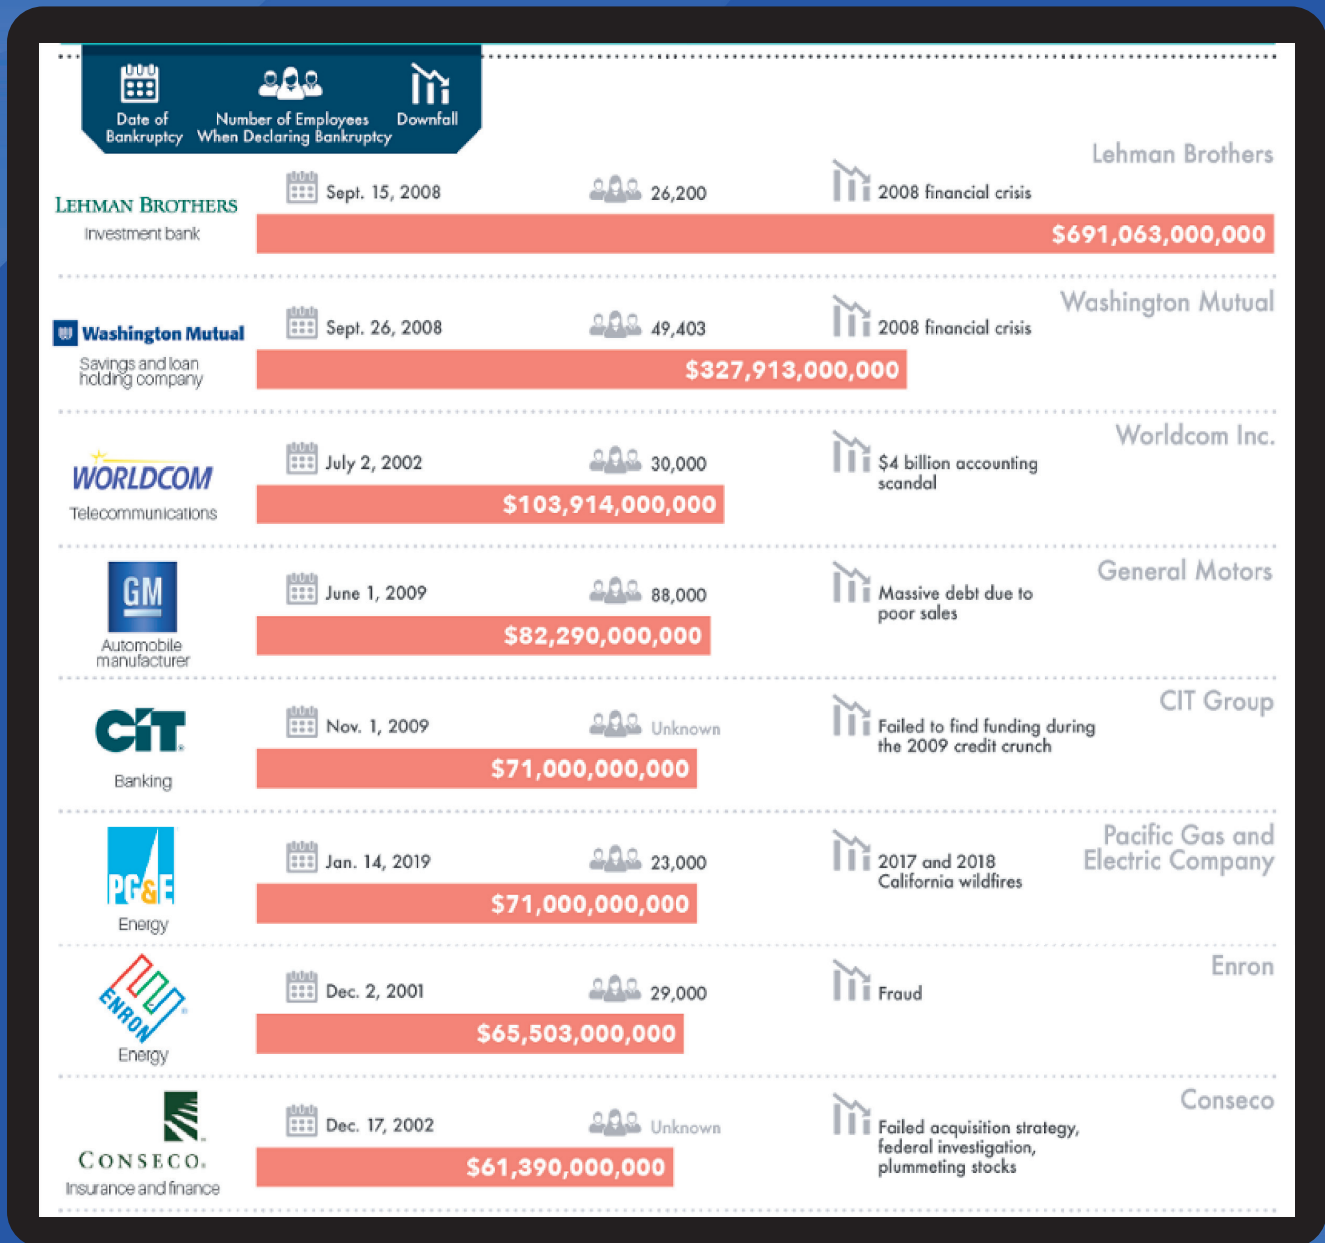 Date of
Bankruptcy
Number of Employees
When Declaring Bankruptcy
Downfall
Lehman Brothers
LEHMAN BROTHERS
Investment bank
Sept. 15, 2008
26,200
2008 financial crisis
$691,063,000,000
Washington Mutual
Washington Mutual
Savings and loan
holding company
Sept. 26, 2008
49,403
2008 financial crisis
$327,913,000,000
Worldcom Inc.
WORLDCOM
Telecommunications
July 2, 2002
30,000
$4 billion accounting
scandal
$103,914,000,000
General Motors
GM
Automobile
manufacturer
June 1, 2009
88,000
Massive debt due to
poor sales
$82,290,000,000
CIT Group
CIT
Banking
Nov. 1, 2009
Unknown
Failed to find funding during
the 2009 credit crunch
$71,000,000,000
Pacific Gas and
Electric Company
PG&E
Energy
Jan. 14, 2019
23,000
2017 and 2018
California wildfires
$71,000,000,000
Enron
ENRON
Energy
Dec. 2, 2001
29,000
Fraud
$65,503,000,000
Conseco
CONSECO.
Insurance and finance
Dec. 17, 2002
Unknown
Failed acquisition strategy,
federal investigation,
plummeting stocks
$61,390,000,000